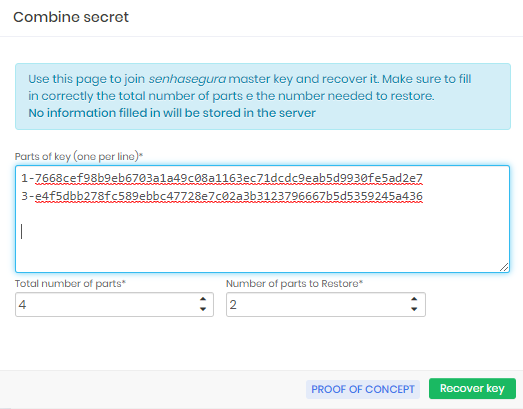 Combine secret
Use this page to join senhasegura master key and recover it. Make sure to fill
in correctly the total number of parts e the number needed to restore.
No information filled in will be stored in the server
Parts of key (one per line)*
1-7668cef98b9eb6703a1a49c08a1163ec71dcdc9eab5d9930fe5ad2e7
3-e4f5dbb278fc589ebbc47728e7c02a3b3123796667b5d5359245a436
Total number of parts*
Number of parts to Restore*
4
2
PROOF OF CONCEPT
Recover key